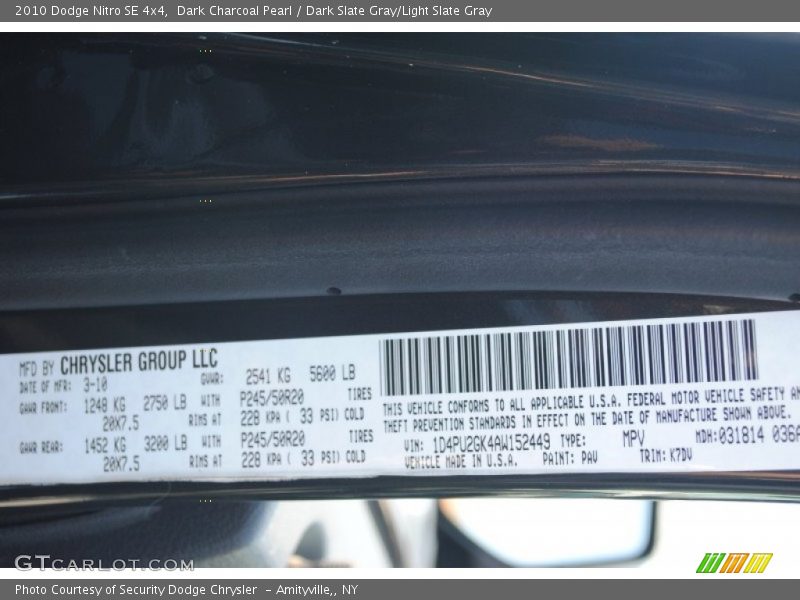 2010 Dodge Nitro SE 4x4, Dark Charcoal Pearl / Dark Slate Gray/Light Slate Gray
MFD BY CHRYSLER GROUP LLC
DATE OF MFR: 3-10 GVWR: 2541 KG 5600 LB
GAWR FRONT: 1248 KG 2750 LB WITH P245/50R20 TIRES
20X7.5 RIMS AT 228 KPA ( 33 PSI) COLD
GAWR REAR: 1452 KG 3200 LB WITH P245/50R20 TIRES
20X7.5 RIMS AT 228 KPA ( 33 PSI) COLD
THIS VEHICLE CONFORMS TO ALL APPLICABLE U.S.A. FEDERAL MOTOR VEHICLE SAFETY
THEFT PREVENTION STANDARDS IN EFFECT ON THE DATE OF MANUFACTURE SHOWN ABOVE.
VIN: 1D4PU2GK4AW152449 TYPE: MPV MDH:031814 036
VEHICLE MADE IN U.S.A. PAINT: PAV TRIM: K7DV
GTCARLOT.COM
Photo Courtesy of Security Dodge Chrysler - Amityville,, NY